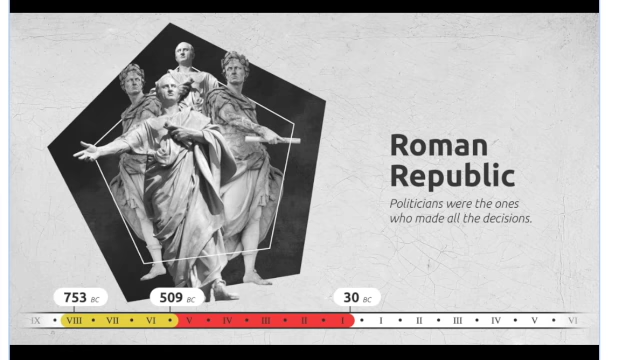 Roman
Republic
Politicians were the ones
who made all the decisions.
753 BC 509 BC 30 BC
IX • VIII • VII • VI • V • IV • III • II • I • I • II • III • IV • V • VI